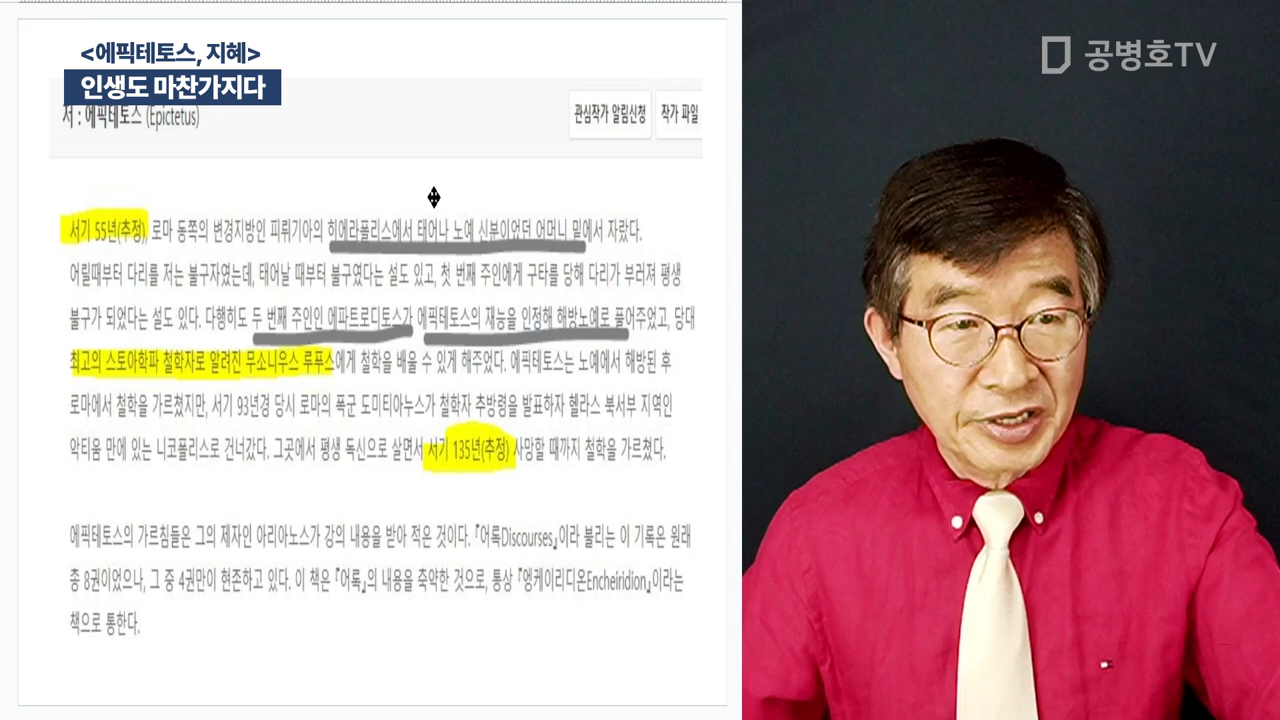 <에픽테토스, 지혜>
인생도 마찬가지다
공병호TV
저 : 에픽테토스 (Epictetus)
관심작가 알림신청
작가 파일
서기 55년(추정), 로마 동쪽의 변경지방인 피뤼기아의 히에라폴리스에서 태어나 노예 신분이었던 어머니 밑에서 자랐다.
어릴때부터 다리를 저는 불구자였는데, 태어날 때부터 불구였다는 설도 있고, 첫 번째 주인에게 구타를 당해 다리가 부러져 평생
불구가 되었다는 설도 있다. 다행히도 두 번째 주인인 에파트로디토스가 에픽테토스의 재능을 인정해 해방노예로 풀어주었고, 당대
최고의 스토아학파 철학자로 알려진 무소니우스 루푸스에게 철학을 배울 수 있게 해주었다. 에픽테토스는 노예에서 해방된 후
로마에서 철학을 가르쳤지만, 서기 93년경 당시 로마의 폭군 도미티아누스가 철학자 추방령을 발표하자 헬라스 북서부 지역인
악티움 만에 있는 니코폴리스로 건너갔다. 그곳에서 평생 독신으로 살면서 서기 135년(추정) 사망할 때까지 철학을 가르쳤다.
에픽테토스의 가르침들은 그의 제자인 아리아노스가 강의 내용을 받아 적은 것이다. 『어록Discourses』이라 불리는 이 기록은 원래
총 8권이었으나, 그 중 4권만이 현존하고 있다. 이 책은 『어록』의 내용을 축약한 것으로, 통상 『엥케이리디온Encheiridion』이라는
책으로 통한다.